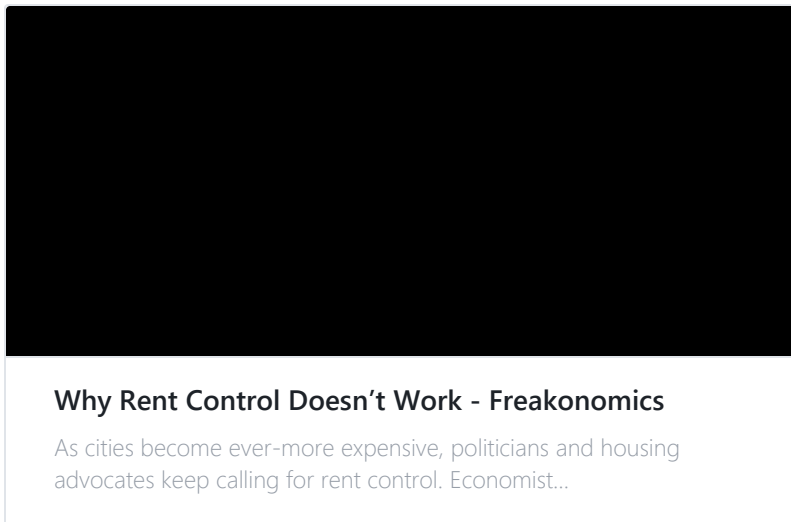 Why Rent Control Doesn’t Work - Freakonomics
As cities become ever-more expensive, politicians and housing
advocates keep calling for rent control. Economist...